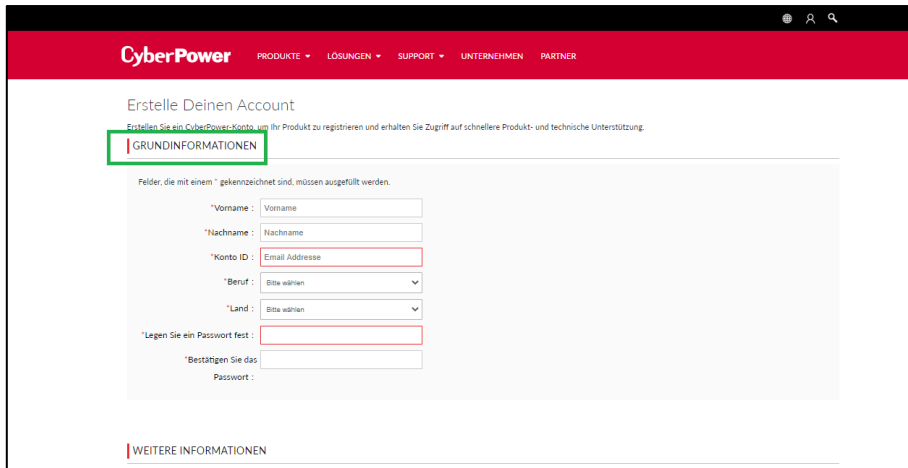 CyberPower PRODUKTE LÖSUNGEN SUPPORT UNTERNEHMEN PARTNER
Erstelle Deinen Account
Erstellen Sie ein CyberPower-Konto, um Ihr Produkt zu registrieren und erhalten Sie Zugriff auf schnellere Produkt- und technische Unterstützung.
GRUNDINFORMATIONEN
Felder, die mit einem * gekennzeichnet sind, müssen ausgefüllt werden.
*Vorname : Vorname
*Nachname : Nachname
*Konto ID : Email Addresse
*Beruf : Bitte wählen
*Land : Bitte wählen
*Legen Sie ein Passwort fest :
*Bestätigen Sie das
Passwort :
WEITERE INFORMATIONEN